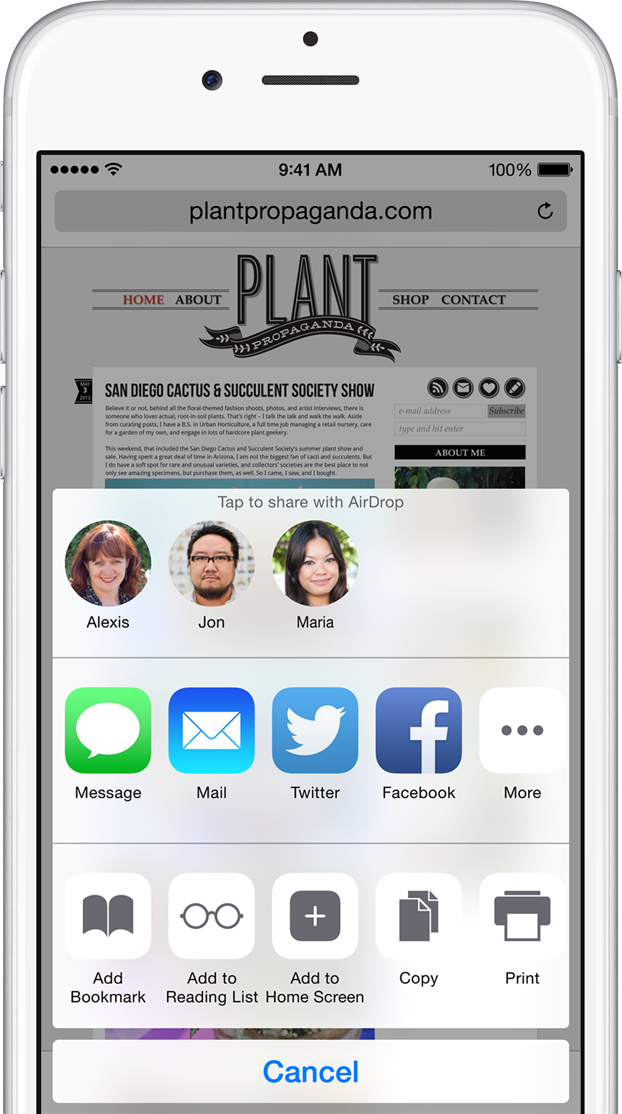 9:41 AM
100%
plantpropaganda.com
HOME ABOUT
PLANT
PROPAGANDA
SHOP CONTACT
MAY
3
2013
SAN DIEGO CACTUS & SUCCULENT SOCIETY SHOW
Believe it or not, behind all the floral-themed fashion shoots, photos, and artist interviews, there is
someone who loves actual, root-in-soil plants. That's right - I talk the talk and walk the walk. Aside
from curating posts, I have a B.S. in Urban Horticulture, a full time job managing a retail nursery, care
for a garden of my own, and engage in lots of hardcore plant geekery.
This weekend, that included the San Diego Cactus and Succulent Society's summer plant show and
sale. Having spent a great deal of time in Arizona, I am not the biggest fan of cacti and succulents. But
I do have a soft spot for rare and unusual varieties, and collectors' societies are the best place to not
only see amazing specimens, but purchase them, as well. So I came, I saw, and I bought.
e-mail address
Subscribe
type and hit enter
ABOUT ME
Tap to share with AirDrop
Alexis
Jon
Maria
Message
Mail
Twitter
Facebook
More
Add
Bookmark
Add to
Reading List
Add to
Home Screen
Copy
Print
Cancel